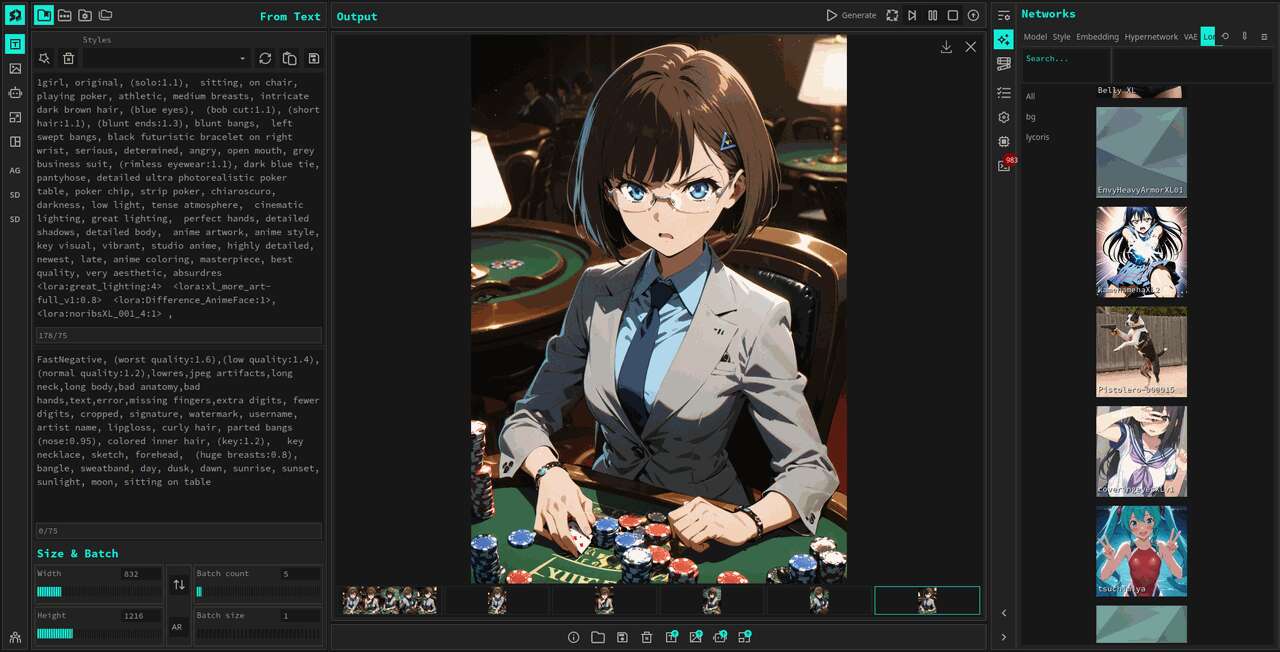 From Text
Styles
1girl, original, (solo:1.1),  sitting, on chair,
playing poker, athletic, medium breasts, intricate
dark brown hair, (blue eyes),  (bob cut:1.1), (short
hair:1.1), (blunt ends:1.3), blunt bangs,  left
swept bangs, black futuristic bracelet on right
wrist, serious, determined, angry, open mouth, grey
business suit, (rimless eyewear:1.1), dark blue tie,
pantyhose, detailed ultra photorealistic poker
table, poker chip, strip poker, chiaroscuro,
darkness, low light, tense atmosphere,  cinematic
lighting, great lighting,  perfect hands, detailed
shadows, detailed body,  anime artwork, anime style,
key visual, vibrant, studio anime, highly detailed,
newest, late, anime coloring, masterpiece, best
quality, very aesthetic, absurdres
<lora:great_lighting:4>  <lora:xl_more_art-
full_v1:0.8>  <lora:Difference_AnimeFace:1>,
<lora:noribsXL_001_4:1> ,
178/75
FastNegative, (worst quality:1.6),(low quality:1.4),
(normal quality:1.2),lowres,jpeg artifacts,long
neck,long body,bad anatomy,bad
hands,text,error,missing fingers,extra digits, fewer
digits, cropped, signature, watermark, username,
artist name, lipgloss, curly hair, parted bangs
(nose:0.95), colored inner hair, (key:1.2),   key
necklace, sketch, forehead,  (huge breasts:0.8),
bangle, sweatband, day, dusk, dawn, sunrise, sunset,
sunlight, moon, sitting on table
0/75
Size & Batch
Width 832
Batch count 5
Height 1216
Batch size 1
AR
AG
SD
SD
Output
Generate
Networks
Model Style Embedding Hypernetwork VAE Lor
Search...
All
bg
lycoris
983
Belly XL
EnvyHeavyArmorXL01
Pistolero-000015